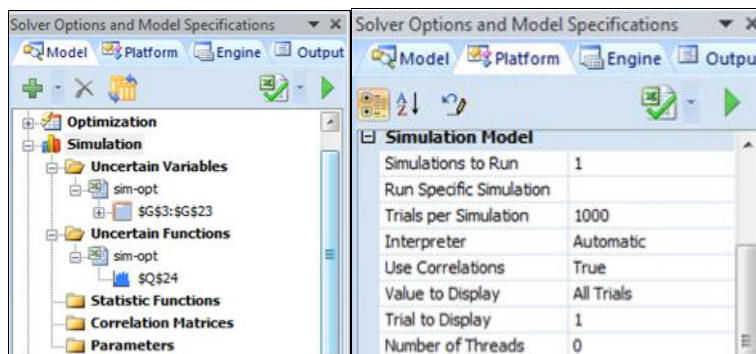 Solver Options and Model Specifications
Model Platform Engine Output
Optimization
Simulation
Uncertain Variables
sim-opt
$G$3:$G$23
Uncertain Functions
sim-opt
$Q$24
Statistic Functions
Correlation Matrices
Parameters
Solver Options and Model Specifications
Model Platform Engine Outpu
Simulation Model
Simulations to Run 1
Run Specific Simulation
Trials per Simulation 1000
Interpreter Automatic
Use Correlations True
Value to Display All Trials
Trial to Display 1
Number of Threads 0